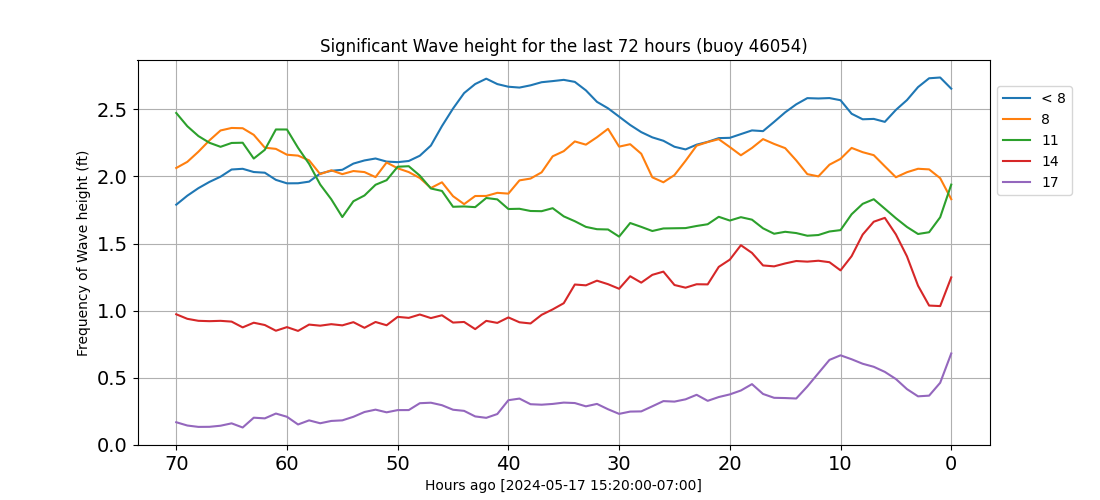 Significant Wave height for the last 72 hours (buoy 46054)
Frequency of Wave height (ft)
2.5
2.0
1.5
1.0
0.5
0.0
70 60 50 40 30 20 10 0
Hours ago [2024-05-17 15:20:00-07:00]
< 8
8
11
14
17